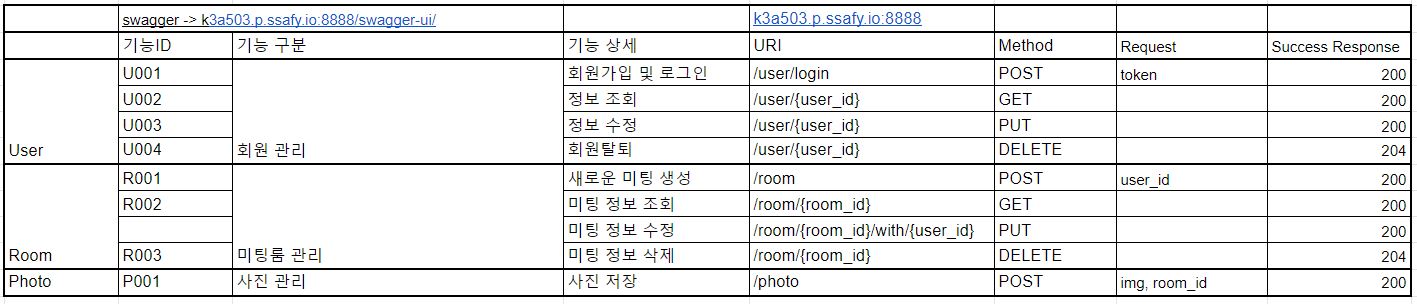 swagger -> k3a503.p.ssafy.io:8888/swagger-ui/ k3a503.p.ssafy.io:8888
기능ID 기능 구분 기능 상세 URI Method Request Success Response
U001 회원가입 및 로그인 /user/login POST token 200
U002 정보 조회 /user/{user_id} GET 200
U003 정보 수정 /user/{user_id} PUT 200
User U004 회원 관리 회원탈퇴 /user/{user_id} DELETE 204
R001 새로운 미팅 생성 /room POST user_id 200
R002 미팅 정보 조회 /room/{room_id} GET 200
미팅 정보 수정 /room/{room_id}/with/{user_id} PUT 200
Room R003 미팅룸 관리 미팅 정보 삭제 /room/{room_id} DELETE 204
Photo P001 사진 관리 사진 저장 /photo POST img, room_id 200